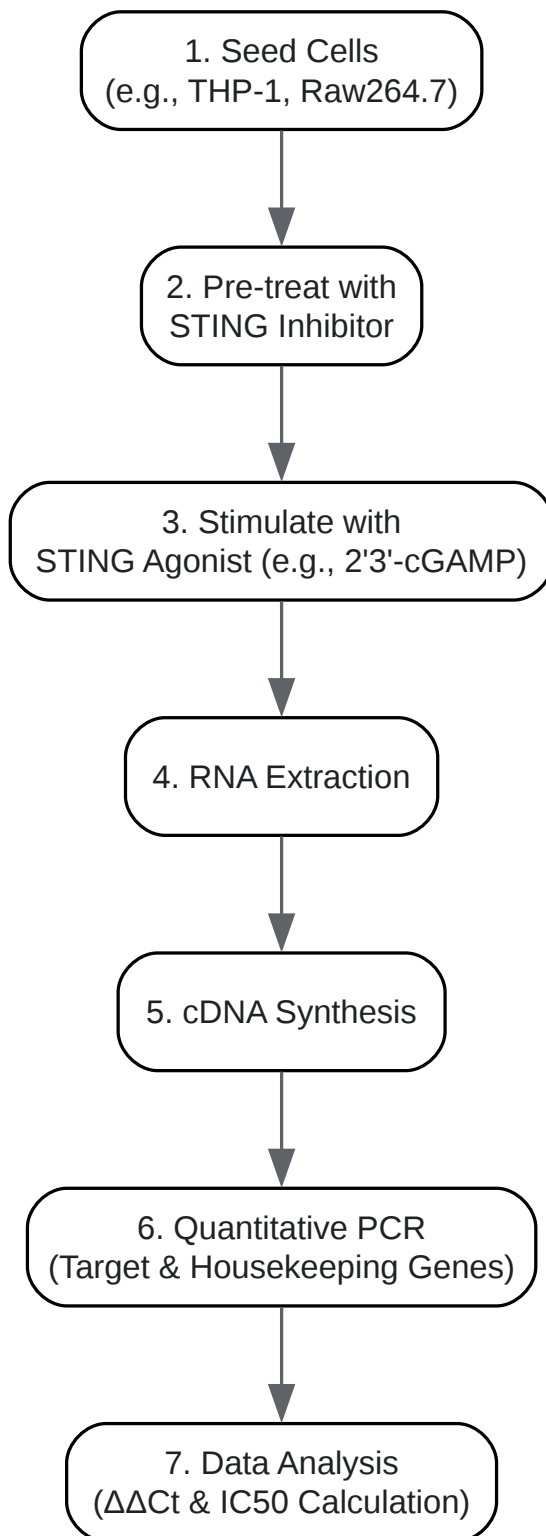 1. Seed Cells
(e.g., THP-1, Raw264.7)
2. Pre-treat with
STING Inhibitor
3. Stimulate with
STING Agonist (e.g., 2'3'-cGAMP)
4. RNA Extraction
5. cDNA Synthesis
6. Quantitative PCR
(Target & Housekeeping Genes)
7. Data Analysis
(ΔΔCt & IC50 Calculation)